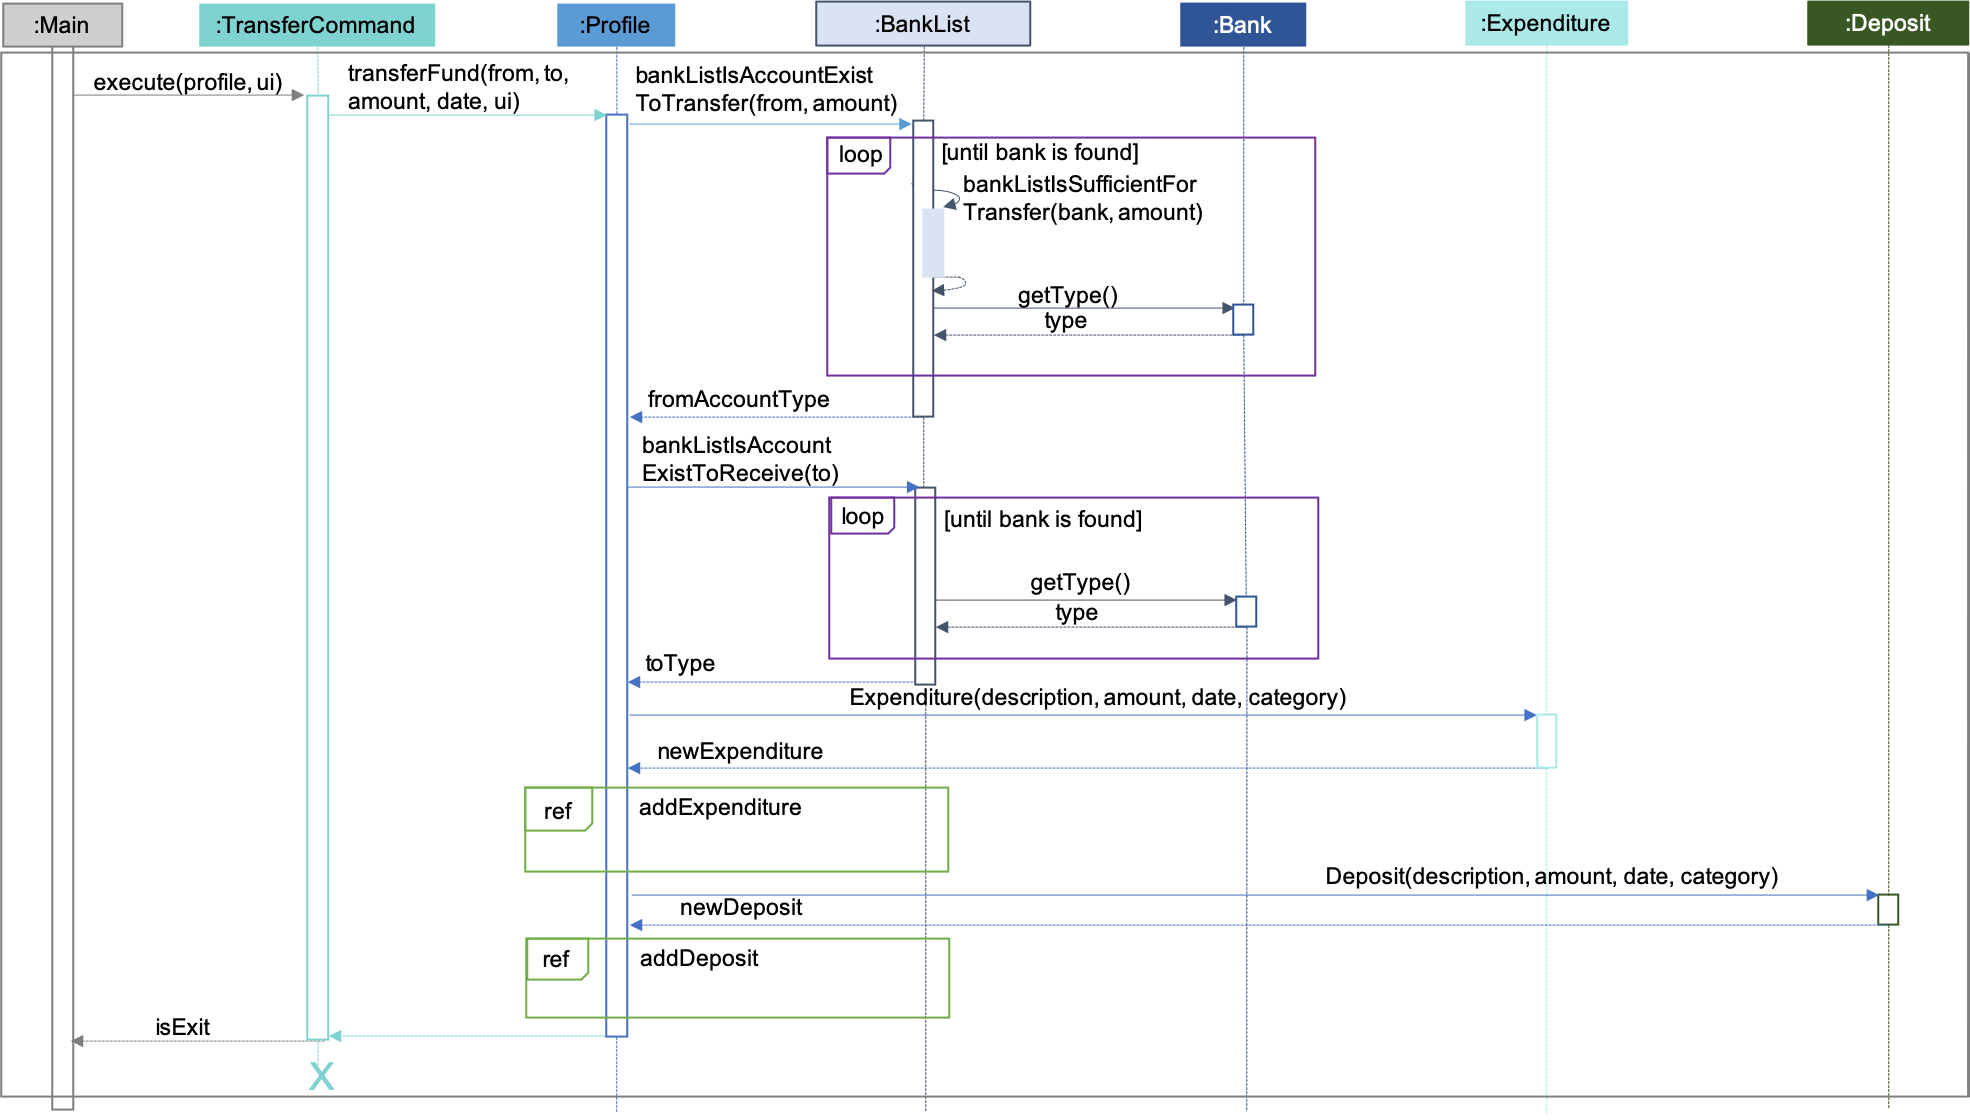 :Main
:TransferCommand
:Profile
:BankList
:Bank
:Expenditure
:Deposit
execute(profile, ui)
transferFund(from, to,
amount, date, ui)
bankListIsAccountExist
ToTransfer(from, amount)
loop
[until bank is found]
bankListIsSufficientFor
Transfer(bank, amount)
getType()
type
fromAccountType
bankListIsAccount
ExistToReceive(to)
loop
[until bank is found]
getType()
type
toType
Expenditure(description, amount, date, category)
newExpenditure
ref
addExpenditure
Deposit(description, amount, date, category)
newDeposit
ref
addDeposit
isExit
X